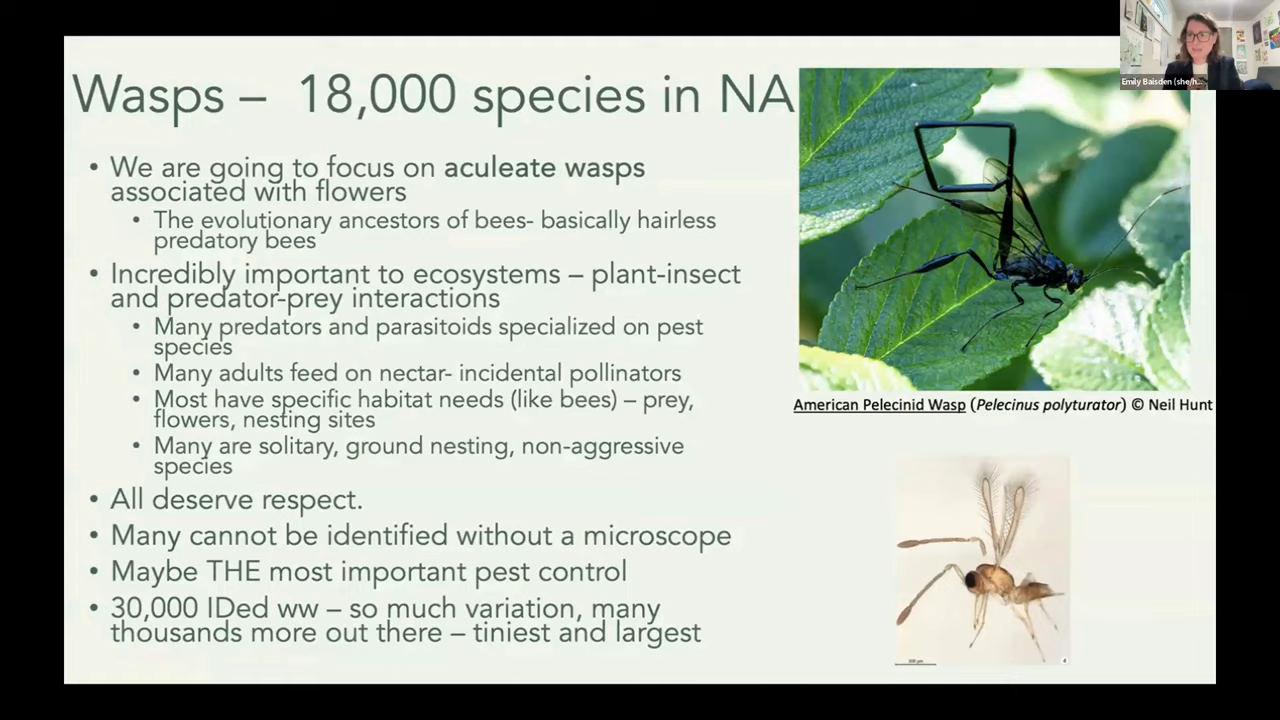 Wasps – 18,000 species in NA
Emily Baisden (she/h...
• We are going to focus on aculeate wasps
associated with flowers
• The evolutionary ancestors of bees- basically hairless
predatory bees
• Incredibly important to ecosystems – plant-insect
and predator-prey interactions
• Many predators and parasitoids specialized on pest
species
• Many adults feed on nectar- incidental pollinators
• Most have specific habitat needs (like bees) – prey,
flowers, nesting sites
• Many are solitary, ground nesting, non-aggressive
species
• All deserve respect.
• Many cannot be identified without a microscope
• Maybe THE most important pest control
• 30,000 IDed ww – so much variation, many
thousands more out there – tiniest and largest
American Pelecinid Wasp (Pelecinus polyturator) © Neil Hunt